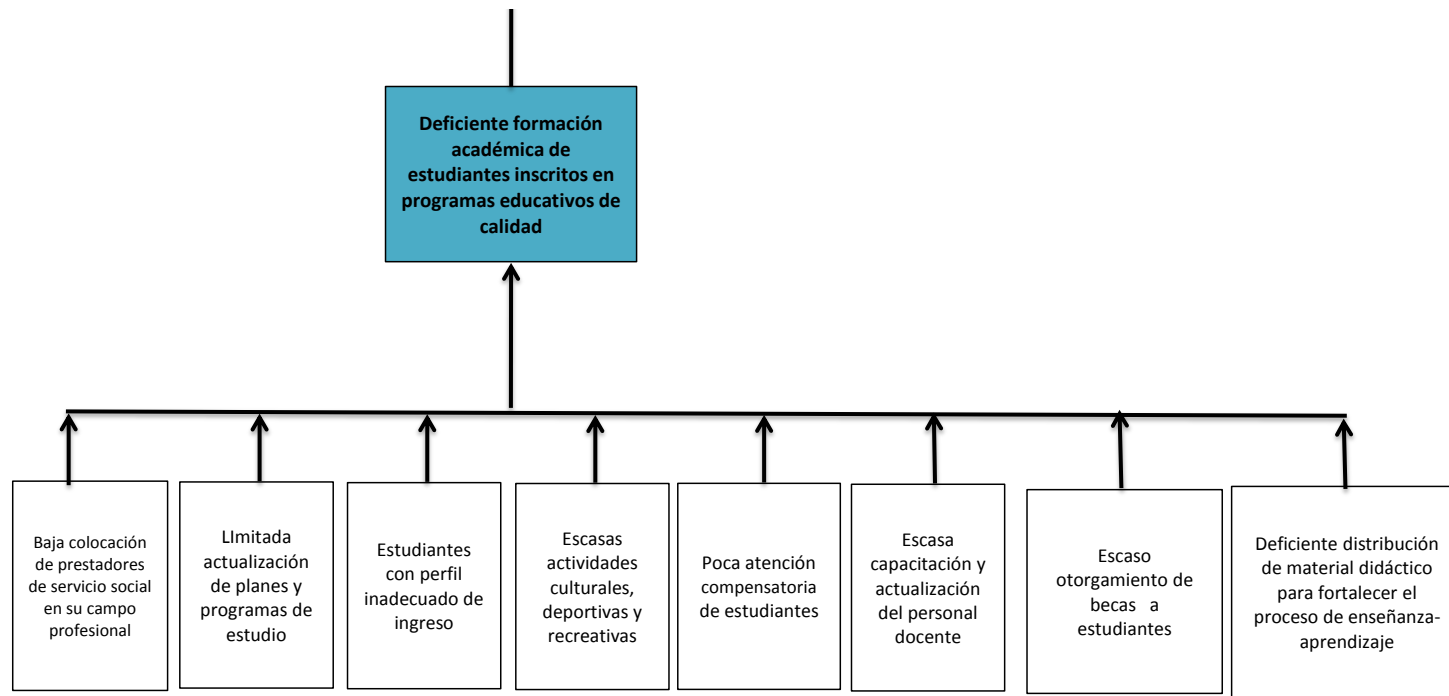 Deficiente formación
académica de
estudiantes inscritos en
programas educativos de
calidad
Baja colocación
de prestadores
de servicio social
en su campo
profesional
LImitada
actualización
de planes y
programas de
estudio
Estudiantes
con perfil
inadecuado de
ingreso
Escasas
actividades
culturales,
deportivas y
recreativas
Poca atención
compensatoria
de estudiantes
Escasa
capacitación y
actualización
del personal
docente
Escaso
otorgamiento de
becas a
estudiantes
Deficiente distribución
de material didáctico
para fortalecer el
proceso de enseñanza-
aprendizaje